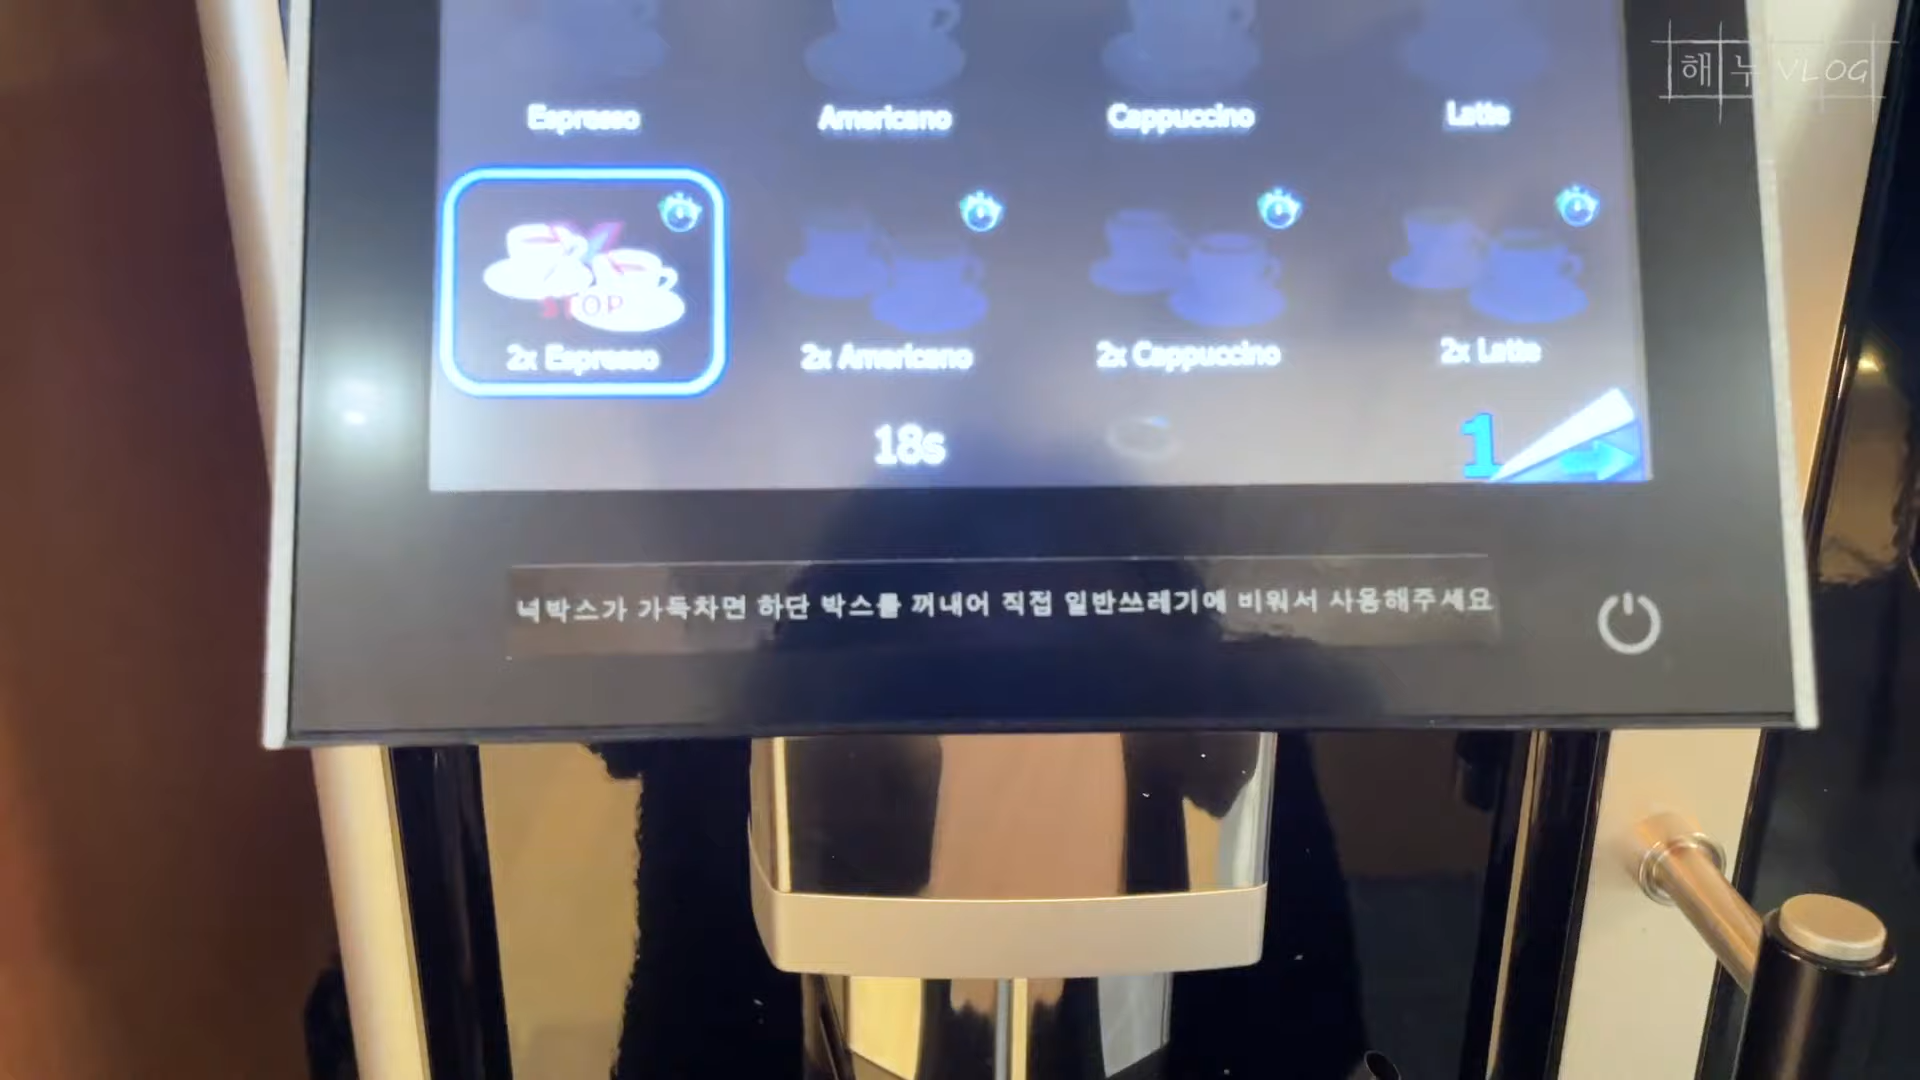 해누 VLOG
Espresso Americano Cappuccino Latte
STOP
2x Espresso 2x Americano 2x Cappuccino 2x Latte
18s 1
넉박스가 가득차면 하단 박스를 꺼내어 직접 일반쓰레기에 비워서 사용해주세요